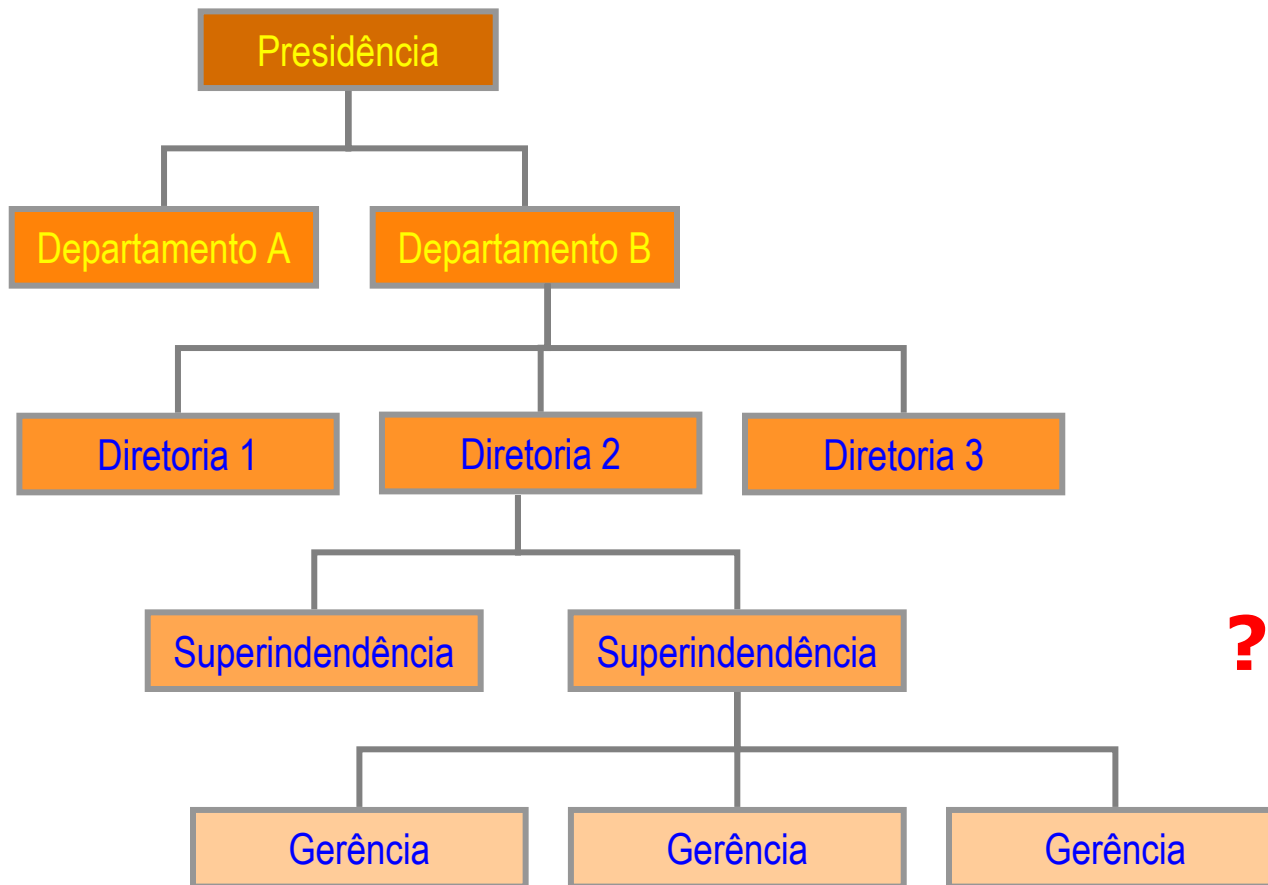 Presidência
Departamento A
Departamento B
Diretoria 1
Diretoria 2
Diretoria 3
Superindendência
Superindendência
?
Gerência
Gerência
Gerência